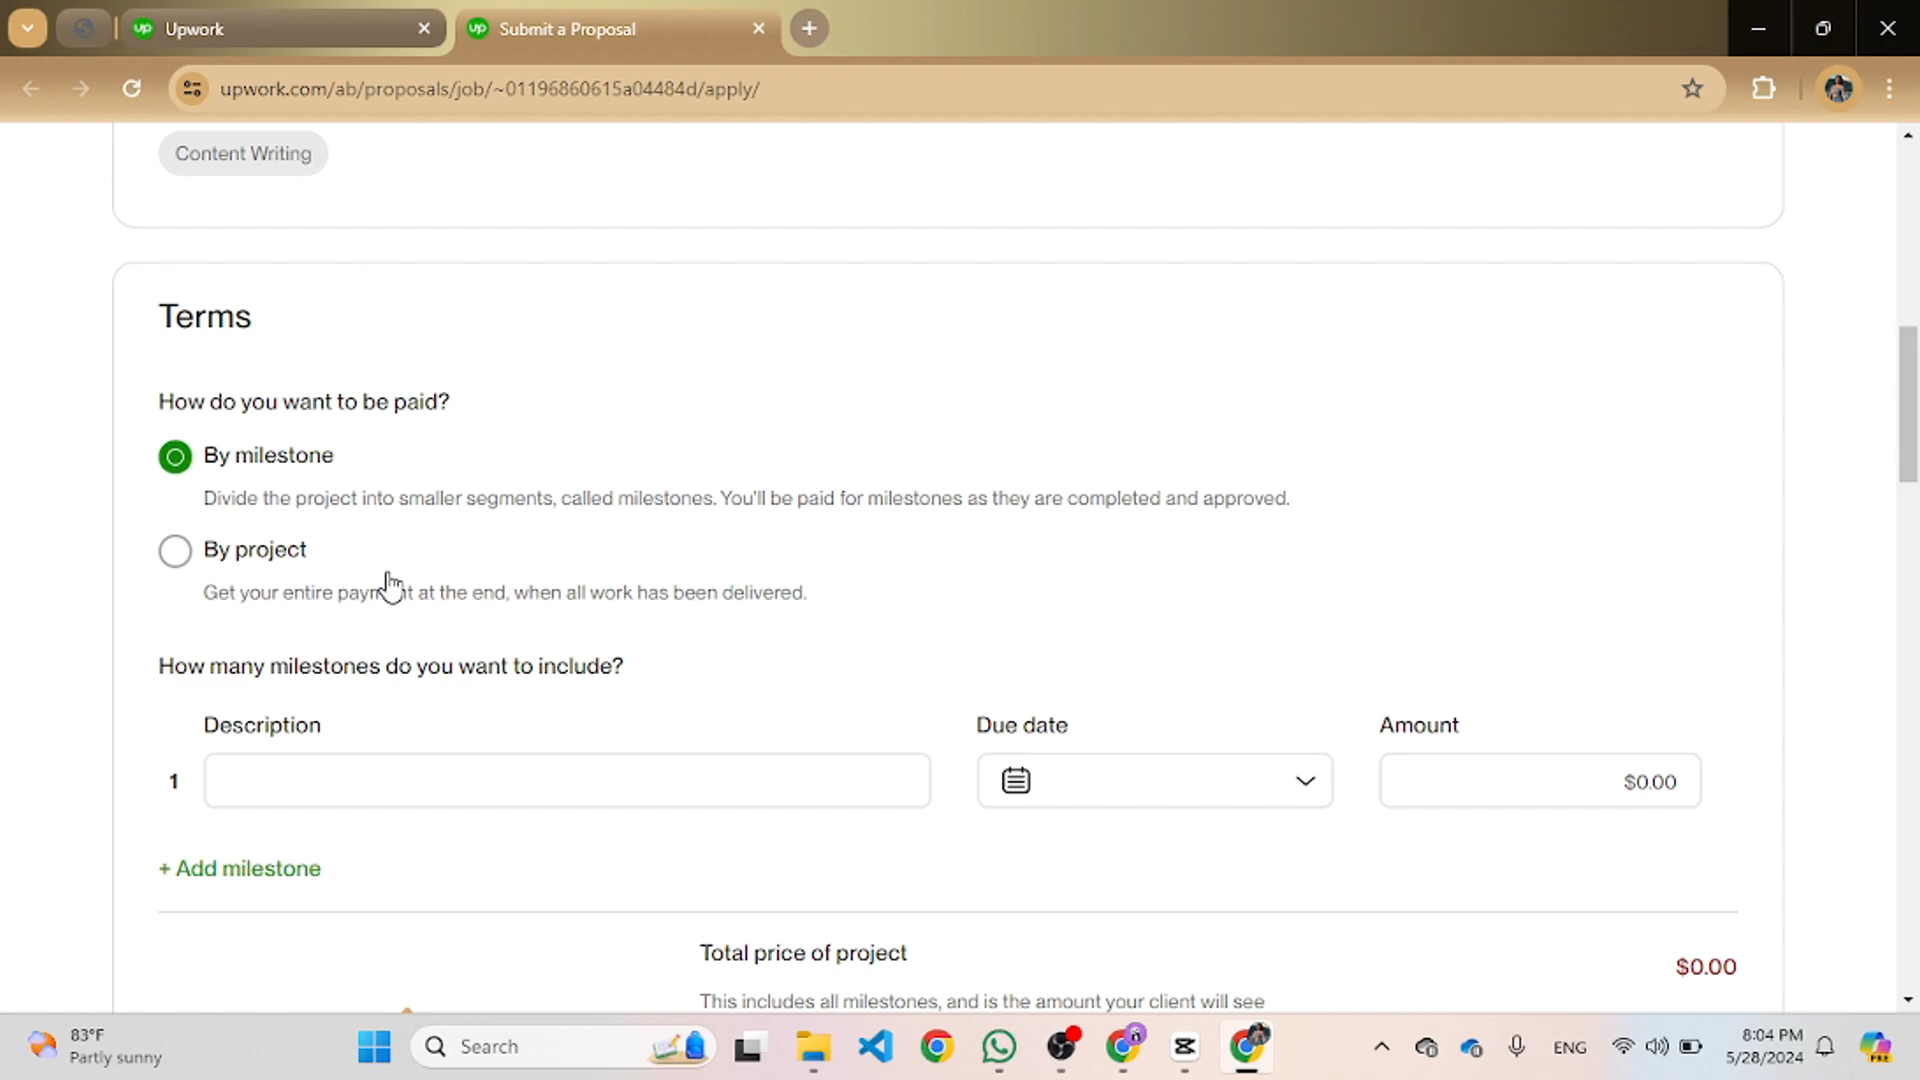 Upwork
Submit a Proposal
upwork.com/ab/proposals/job/~01196860615a04484d/apply/
Content Writing
Terms
How do you want to be paid?
By milestone
Divide the project into smaller segments, called milestones. You'll be paid for milestones as they are completed and approved.
By project
Get your entire payment at the end, when all work has been delivered.
How many milestones do you want to include?
Description Due date Amount
1 $0.00
+ Add milestone
Total price of project
$0.00
This includes all milestones, and is the amount your client will see
83°F
Partly sunny
Search
ENG
8:04 PM
5/28/2024